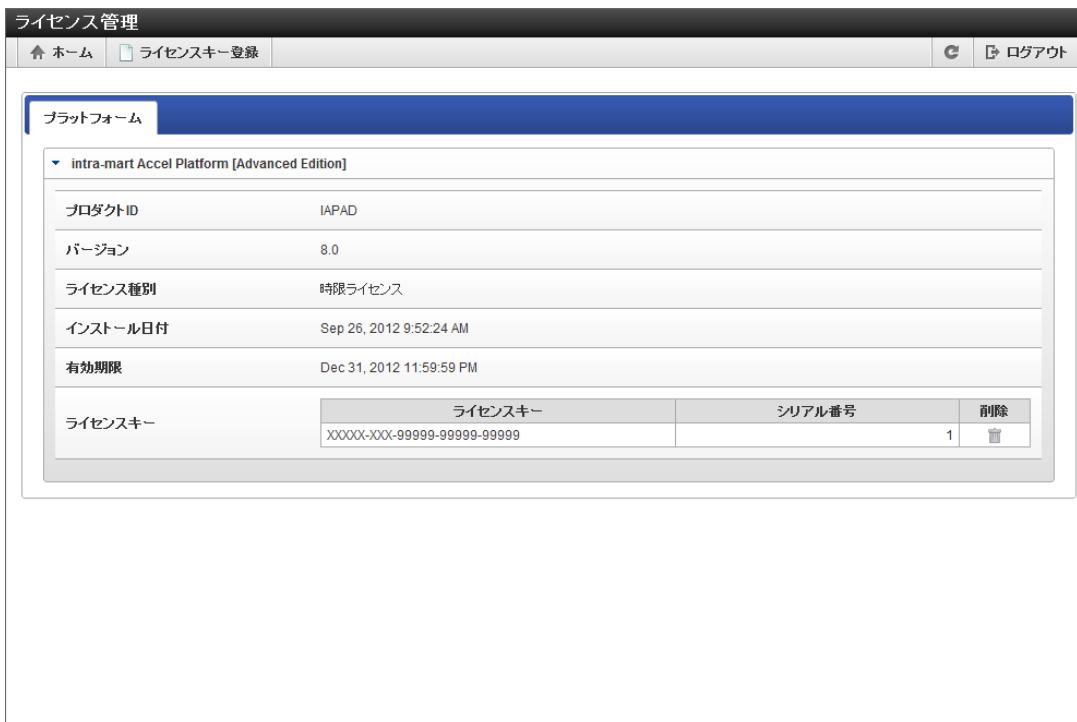 ライセンス管理
ホーム ライセンスキー登録 ログアウト
プラットフォーム
intra-mart Accel Platform [Advanced Edition]
プロダクトID IAPAD
バージョン 8.0
ライセンス種別 時限ライセンス
インストール日付 Sep 26, 2012 9:52:24 AM
有効期限 Dec 31, 2012 11:59:59 PM
ライセンスキー
ライセンスキー シリアル番号 削除
XXXXX-XXX-99999-99999-99999 1